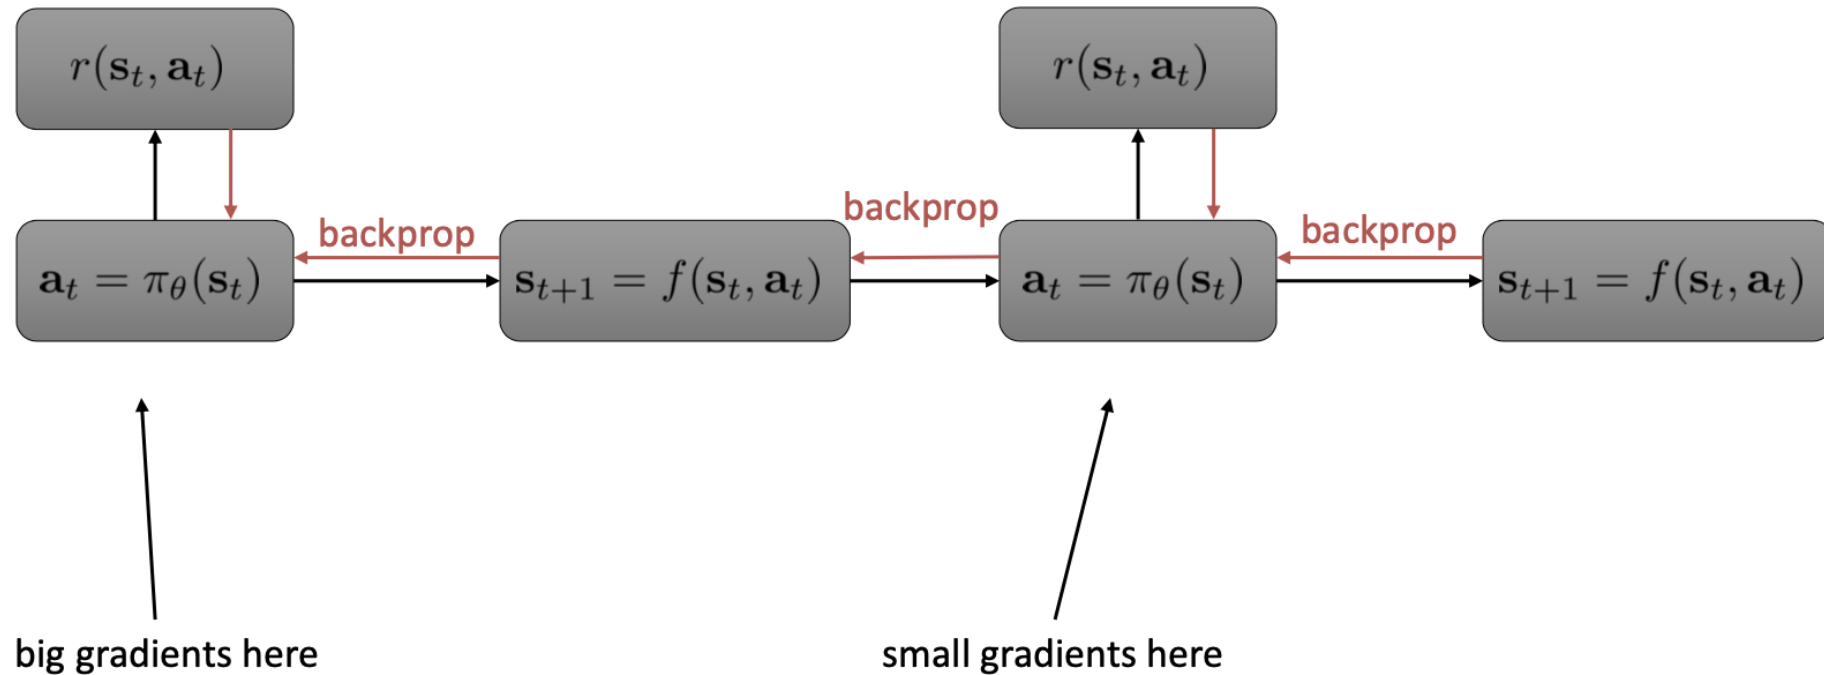 r(s_t, a_t)
r(s_t, a_t)
backprop
backprop
backprop
a_t = π_θ(s_t)
s_{t+1} = f(s_t, a_t)
a_t = π_θ(s_t)
s_{t+1} = f(s_t, a_t)
big gradients here
small gradients here